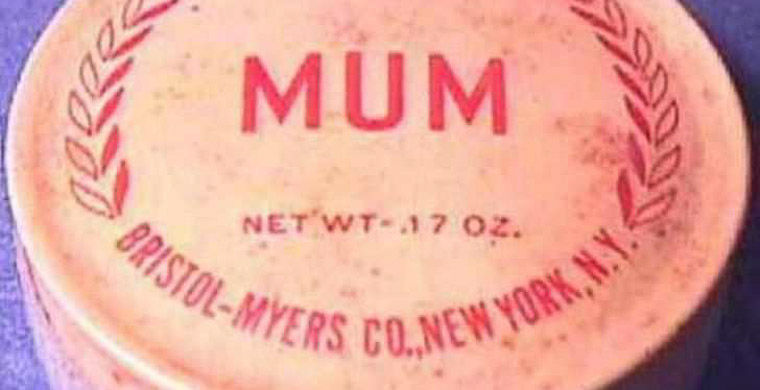 MUM
NET WT-.17 OZ.
BRISTOL-MYERS CO., NEW YORK, N.Y.